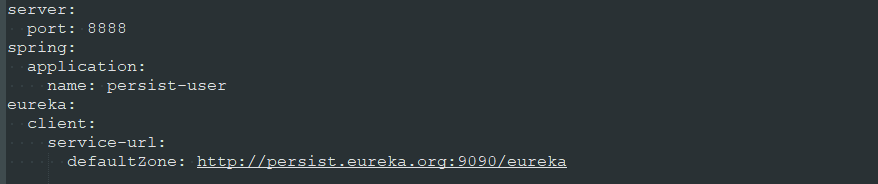 server:
  port: 8888
spring:
  application:
    name: persist-user
eureka:
  client:
    service-url:
      defaultZone: http://persist.eureka.org:9090/eureka